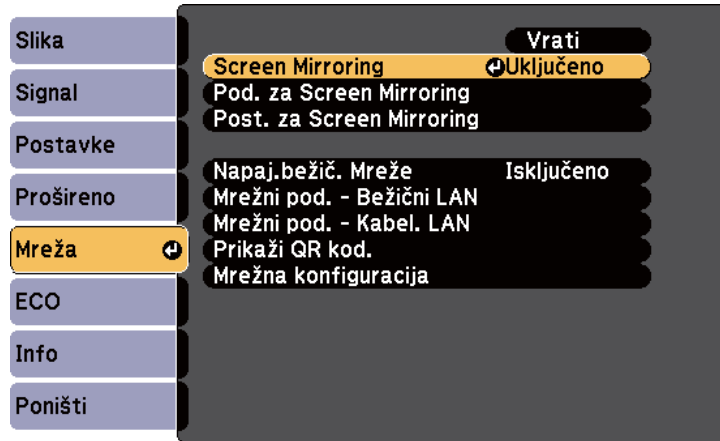 Slika
Signal
Postavke
Prošireno
Mreža
ECO
Info
Poništi
Vrati
Screen Mirroring Uključeno
Pod. za Screen Mirroring
Post. za Screen Mirroring
Napaj.bežič. Mreže Isključeno
Mrežni pod. - Bežični LAN
Mrežni pod. - Kabel. LAN
Prikaži QR kod.
Mrežna konfiguracija